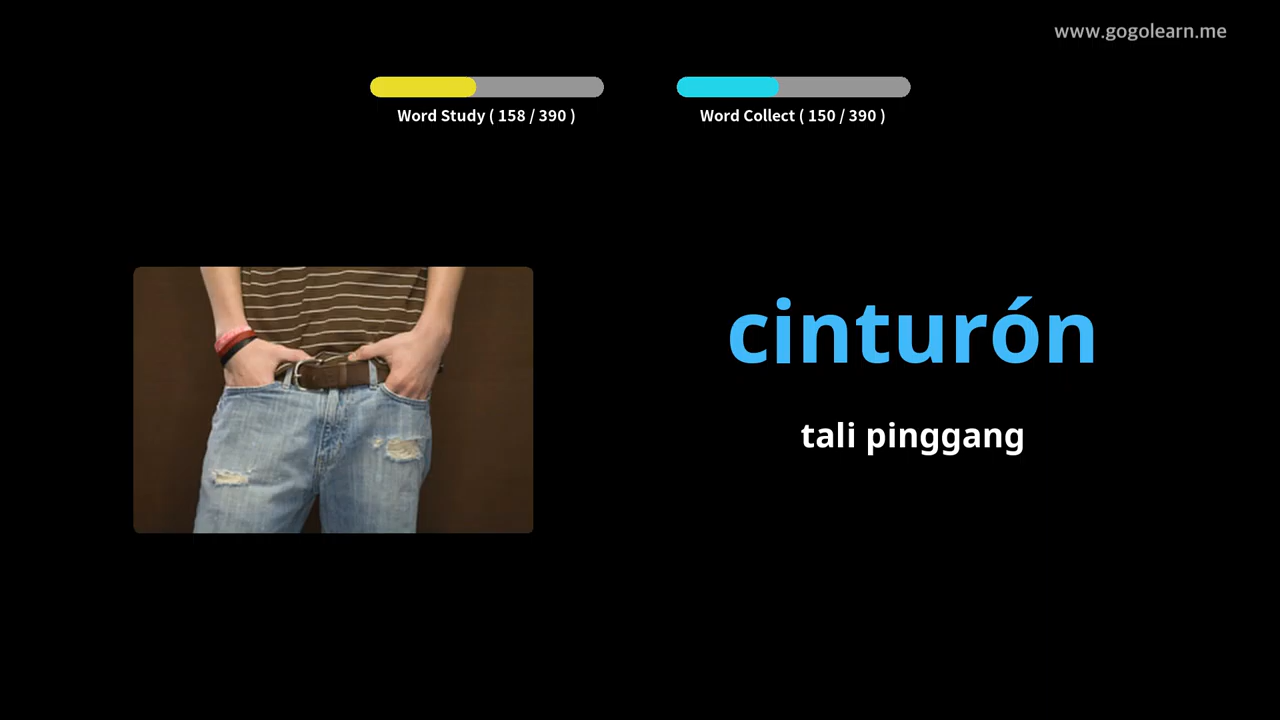 www.gogolearn.me
Word Study ( 158 / 390 )
Word Collect ( 150 / 390 )
cinturón
tali pinggang